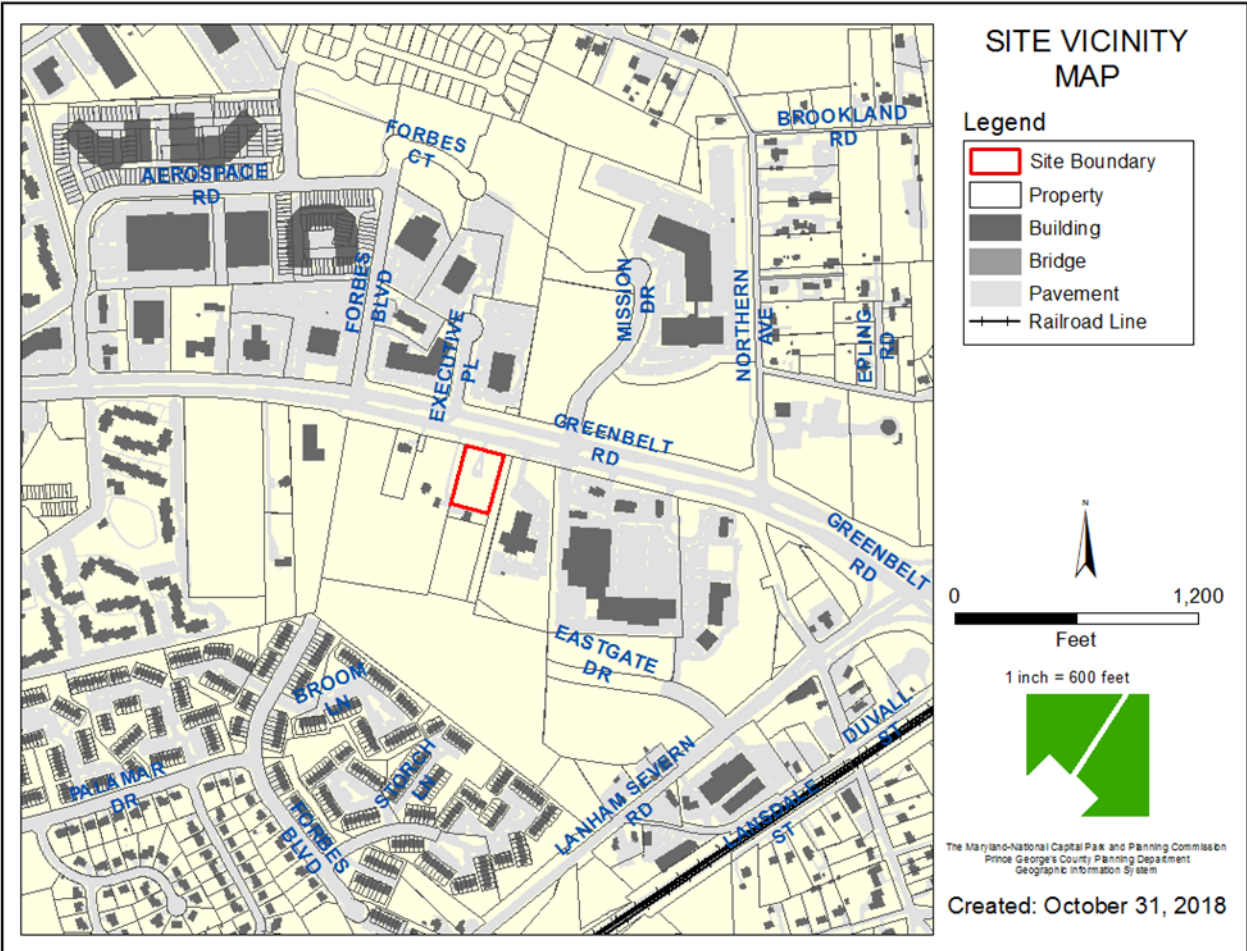 SITE VICINITY
MAP
Legend
Site Boundary
Property
Building
Bridge
Pavement
Railroad Line
BROOKLAND
RD
FORBES
CT
AEROSPACE
RD
FORBES
BLVD
MISSION
DR
NORTHERN
AVE
EPLING
RD
EXECUTIVE
PL
GREENBELT
RD
GREENBELT
RD
EASTGATE
DR
BROOM
LN
STORCH
LN
PALAMAR
DR
FORBES
BLVD
LANHAM SEVERN
RD
DUVALL
ST
LANSDALE
ST
N
0 1,200
Feet
1 inch = 600 feet
The Maryland-National Capital Park and Planning Commission
Prince George's County Planning Department
Geographic Information System
Created: October 31, 2018